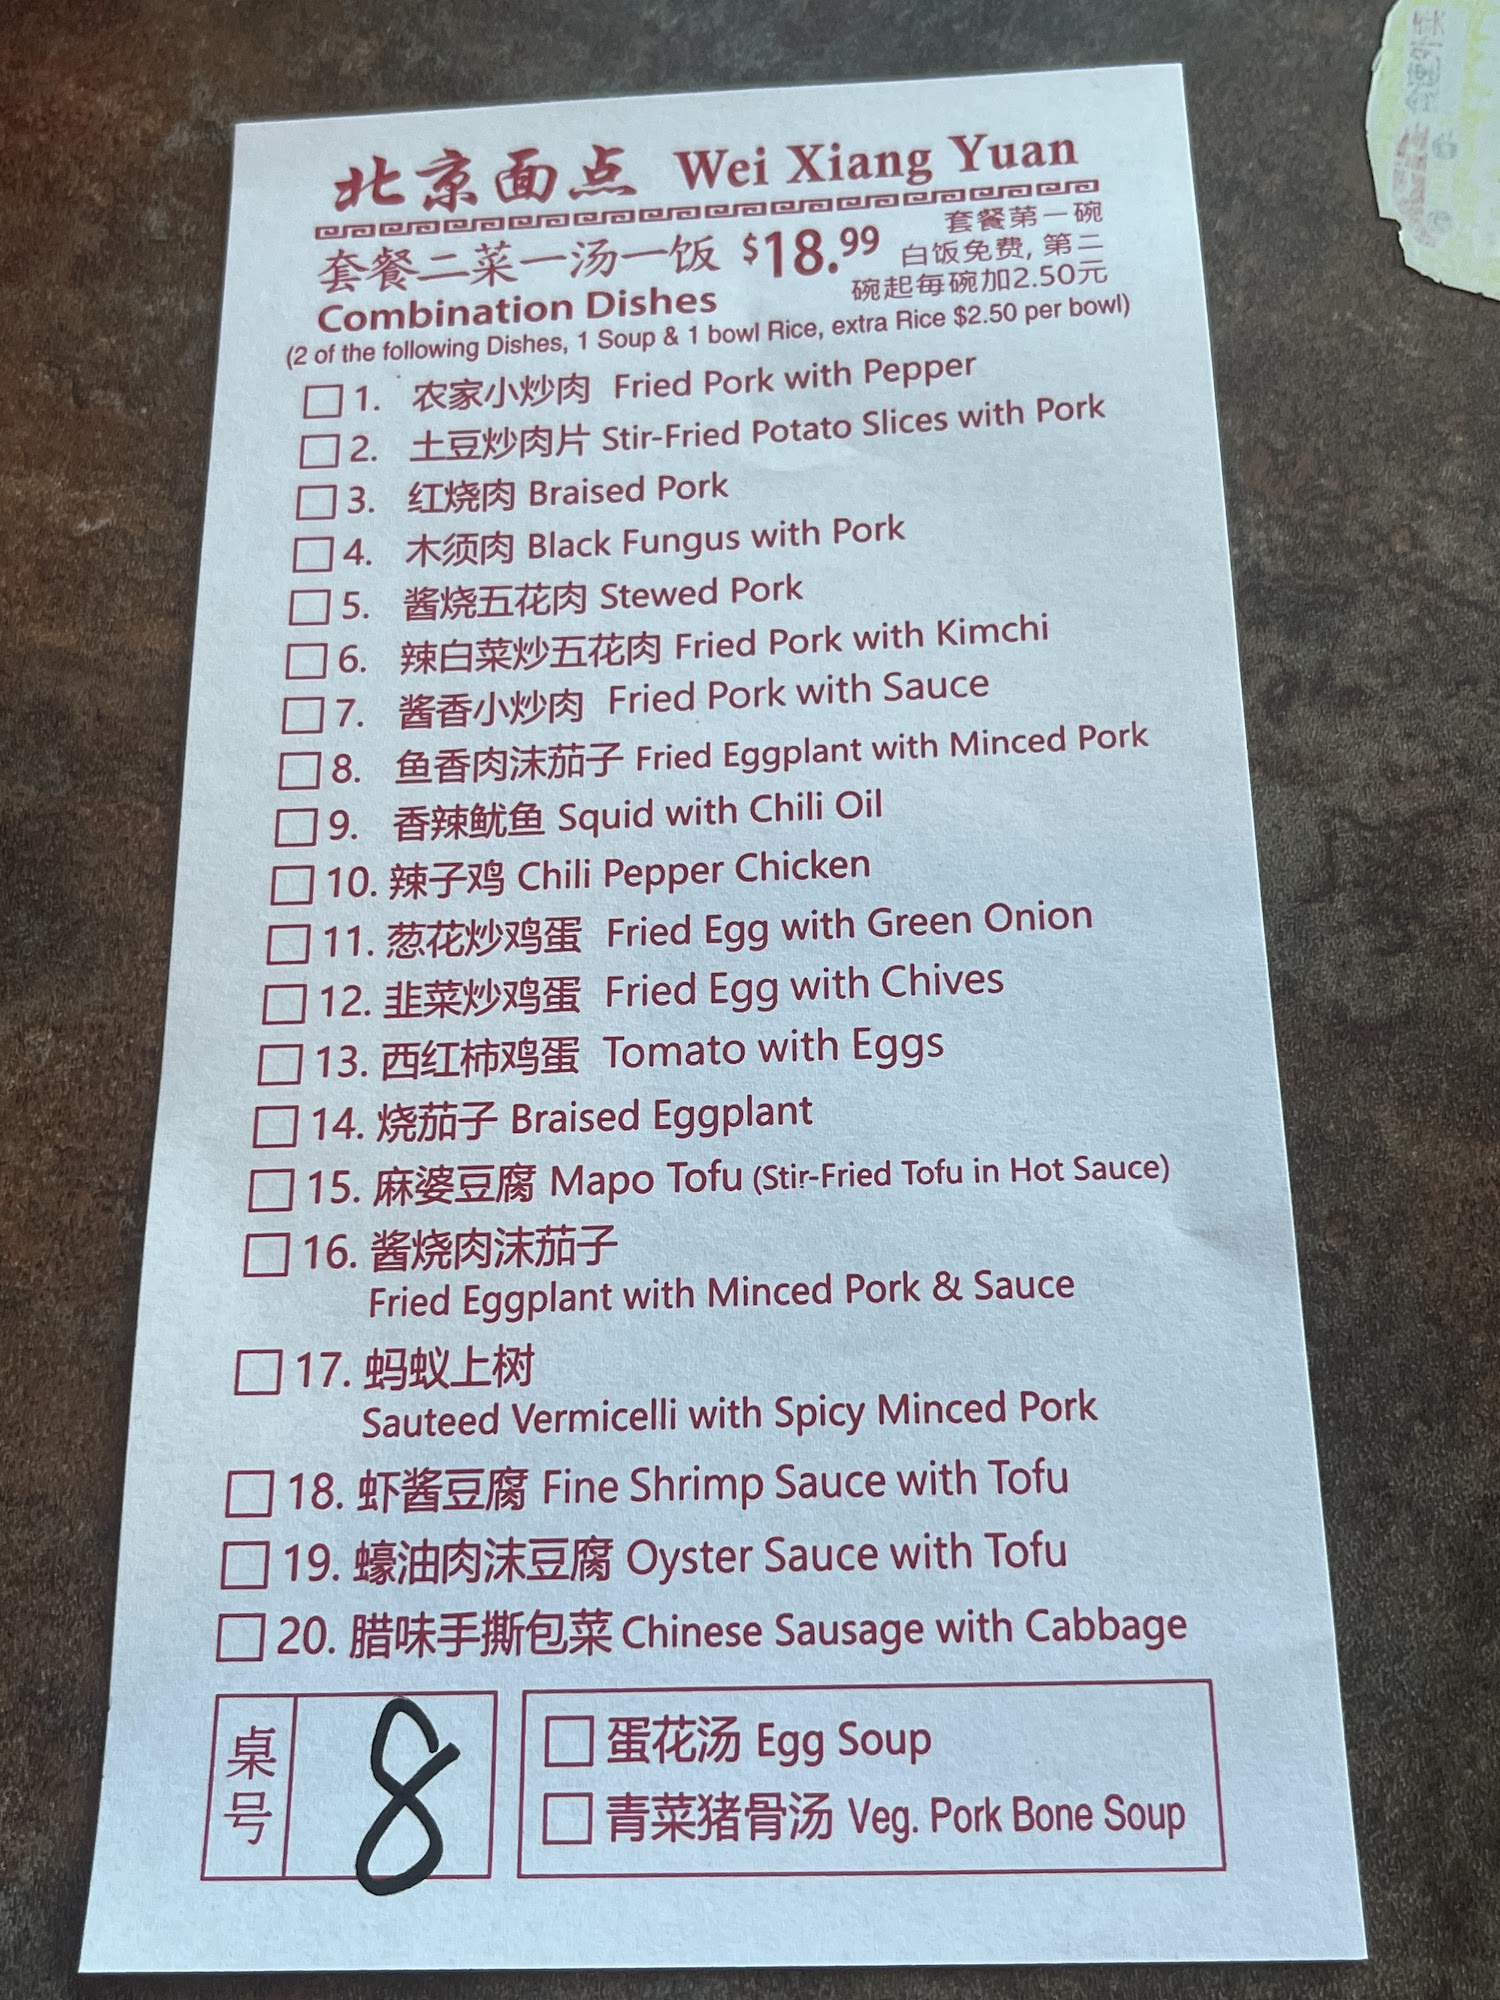 北京面点 Wei Xiang Yuan
套餐二菜一汤一饭 $18.99
套餐第一碗
白饭免费, 第二
碗起每碗加2.50元
Combination Dishes
(2 of the following Dishes, 1 Soup & 1 bowl Rice, extra Rice $2.50 per bowl)
1. 农家小炒肉 Fried Pork with Pepper
2. 土豆炒肉片 Stir-Fried Potato Slices with Pork
3. 红烧肉 Braised Pork
4. 木须肉 Black Fungus with Pork
5. 酱烧五花肉 Stewed Pork
6. 辣白菜炒五花肉 Fried Pork with Kimchi
7. 酱香小炒肉 Fried Pork with Sauce
8. 鱼香肉沫茄子 Fried Eggplant with Minced Pork
9. 香辣鱿鱼 Squid with Chili Oil
10. 辣子鸡 Chili Pepper Chicken
11. 葱花炒鸡蛋 Fried Egg with Green Onion
12. 韭菜炒鸡蛋 Fried Egg with Chives
13. 西红柿鸡蛋 Tomato with Eggs
14. 烧茄子 Braised Eggplant
15. 麻婆豆腐 Mapo Tofu (Stir-Fried Tofu in Hot Sauce)
16. 酱烧肉沫茄子
Fried Eggplant with Minced Pork & Sauce
17. 蚂蚁上树
Sauteed Vermicelli with Spicy Minced Pork
18. 虾酱豆腐 Fine Shrimp Sauce with Tofu
19. 蠔油肉沫豆腐 Oyster Sauce with Tofu
20. 腊味手撕包菜 Chinese Sausage with Cabbage
桌号 8
蛋花汤 Egg Soup
青菜猪骨汤 Veg. Pork Bone Soup